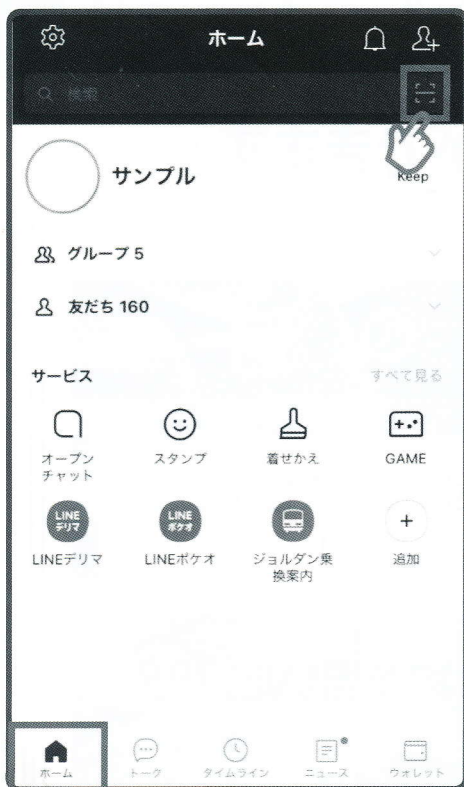 ホーム
検索
サンプル
Keep
グループ 5
友だち 160
サービス
すべて見る
オープン
チャット
スタンプ
着せかえ
GAME
LINE
デリマ
LINE
ポケオ
LINEデリマ
LINEポケオ
ジョルダン乗
換案内
追加
ホーム
トーク
タイムライン
ニュース
ウォレット